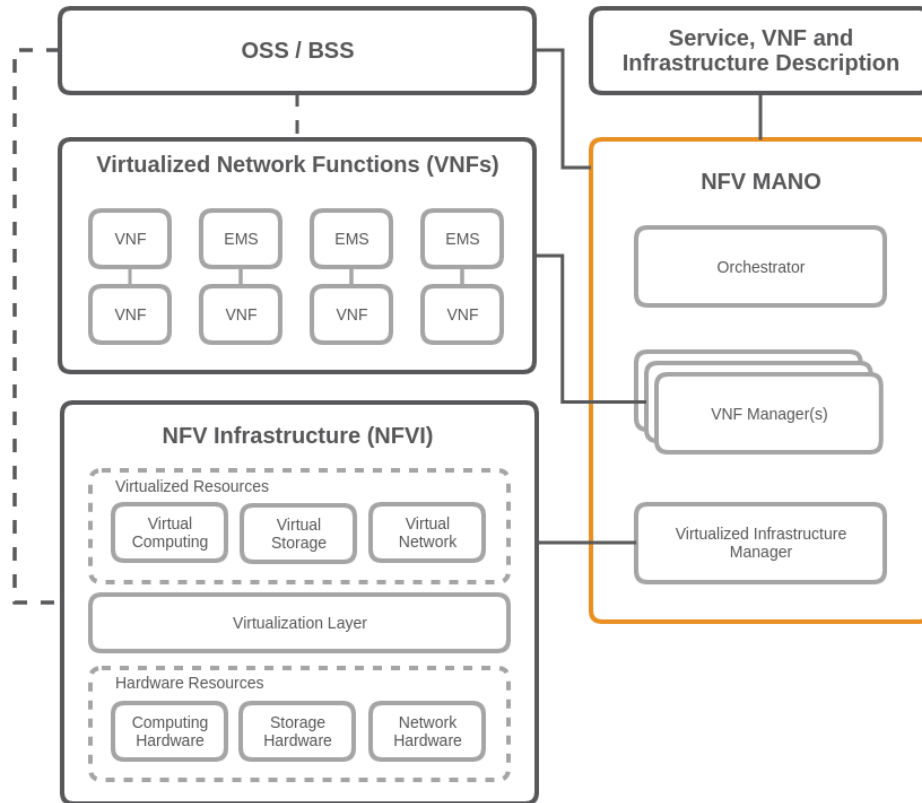 OSS / BSS
Service, VNF and
Infrastructure Description
Virtualized Network Functions (VNFs)
VNF
EMS
EMS
EMS
VNF
VNF
VNF
VNF
NFV MANO
Orchestrator
VNF Manager(s)
Virtualized Infrastructure
Manager
NFV Infrastructure (NFVI)
Virtualized Resources
Virtual
Computing
Virtual
Storage
Virtual
Network
Virtualization Layer
Hardware Resources
Computing
Hardware
Storage
Hardware
Network
Hardware